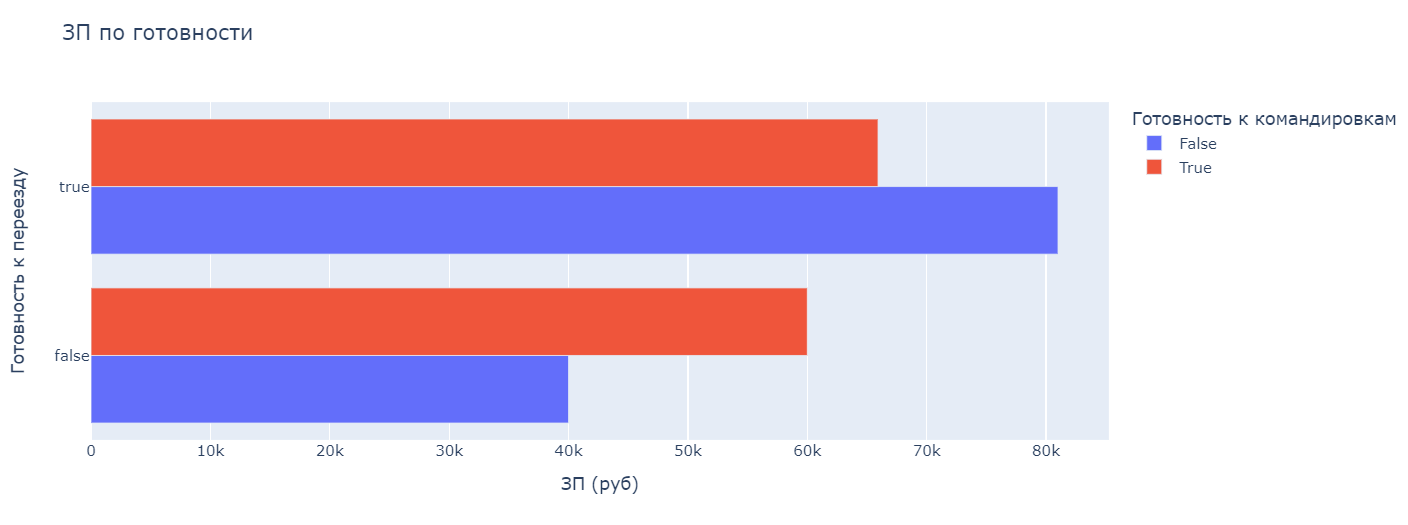 ЗП по готовности
Готовность к командировкам
False
True
Готовность к переезду
true
false
0 10k 20k 30k 40k 50k 60k 70k 80k
ЗП (руб)